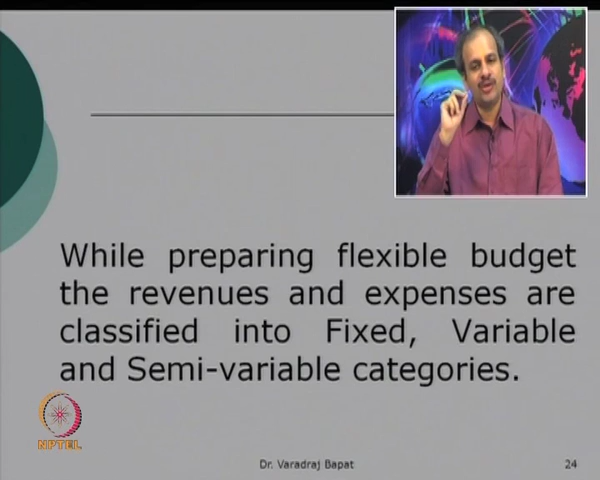 While preparing flexible budget
the revenues and expenses are
classified into Fixed, Variable
and Semi-variable categories.
NPTEL
Dr. Varadraj Bapat
24